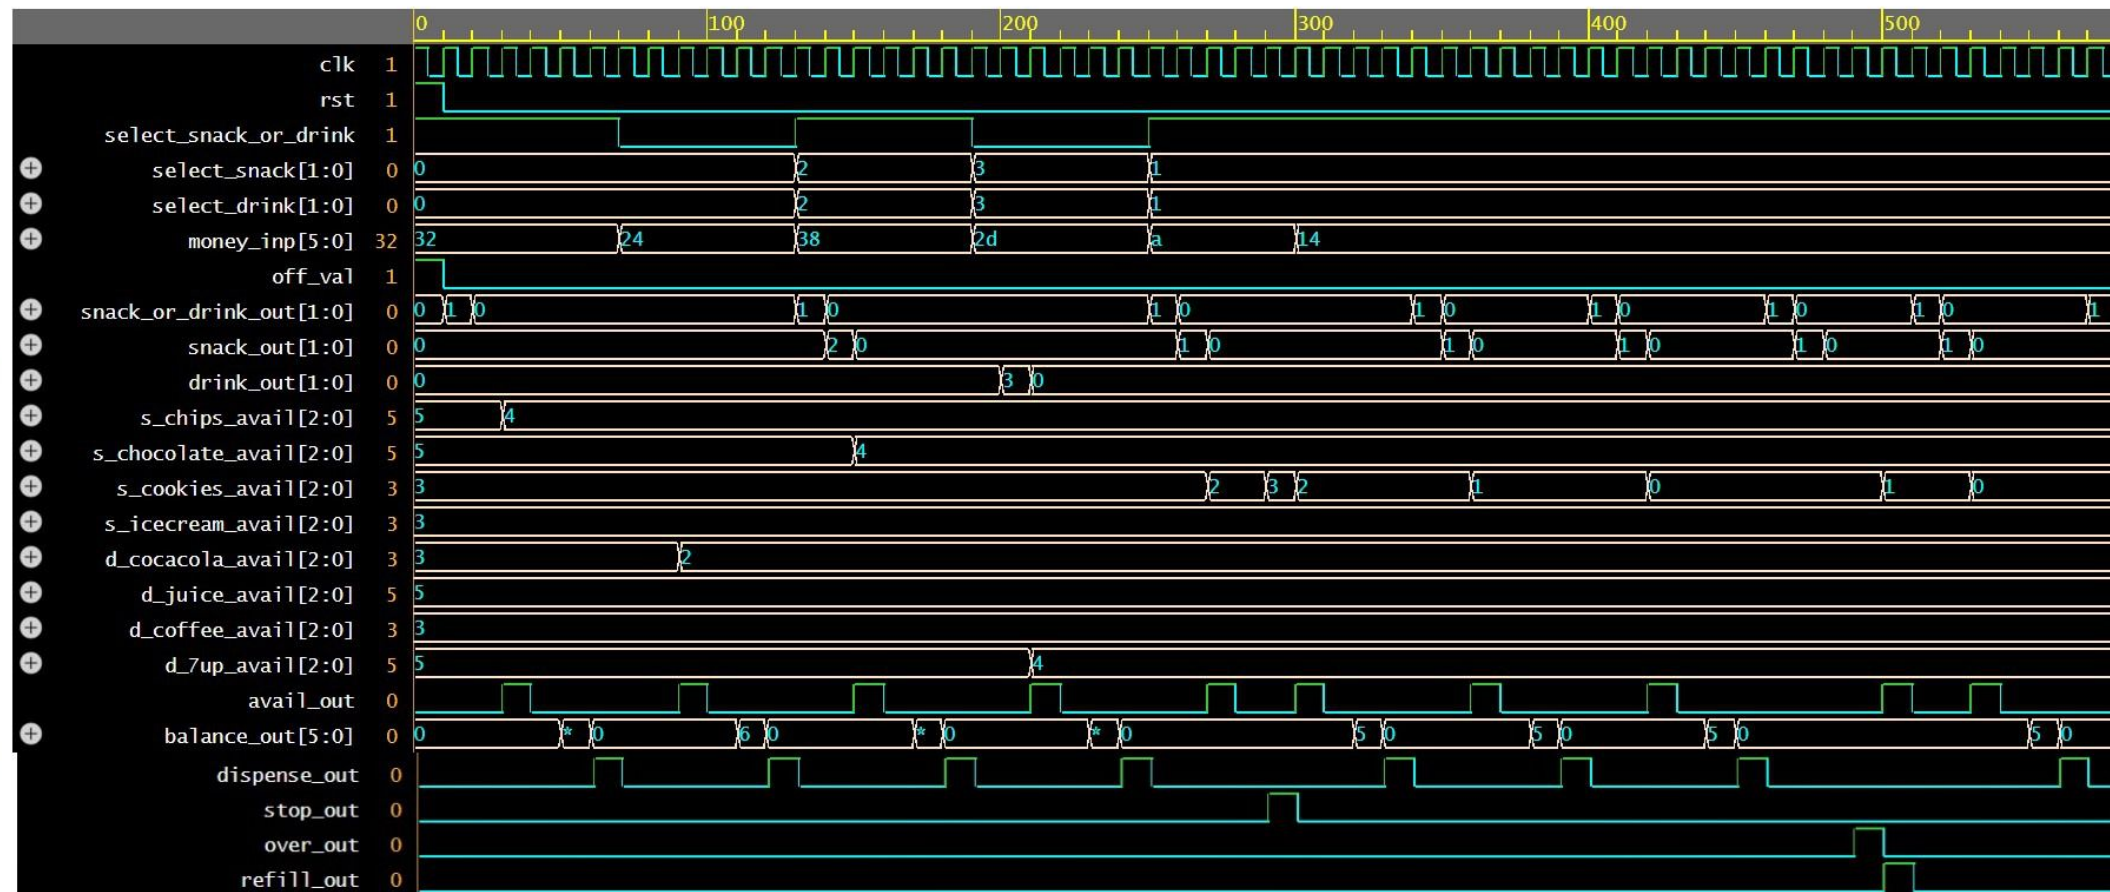 0 100 200 300 400 500
clk 1
rst 1
select_snack_or_drink 1
select_snack[1:0] 0 0 2 3 1
select_drink[1:0] 0 0 2 3 1
money_inp[5:0] 32 32 24 38 2d a 14
off_val 1
snack_or_drink_out[1:0] 0 0 1 0 1 0 1 0 1 0 1 0 1 0 1 0 1
snack_out[1:0] 0 0 2 0 1 0 1 0 1 0 1 0 1 0
drink_out[1:0] 0 0 3 0
s_chips_avail[2:0] 5 5 4
s_chocolate_avail[2:0] 5 5 4
s_cookies_avail[2:0] 3 3 2 3 2 1 0 1 0
s_icecream_avail[2:0] 3 3
d_cocacola_avail[2:0] 3 3 2
d_juice_avail[2:0] 5 5
d_coffee_avail[2:0] 3 3
d_7up_avail[2:0] 5 5 4
avail_out 0
balance_out[5:0] 0 0 * 0 6 0 * 0 * 0 5 0 5 0 5 0 5 0
dispense_out 0
stop_out 0
over_out 0
refill_out 0